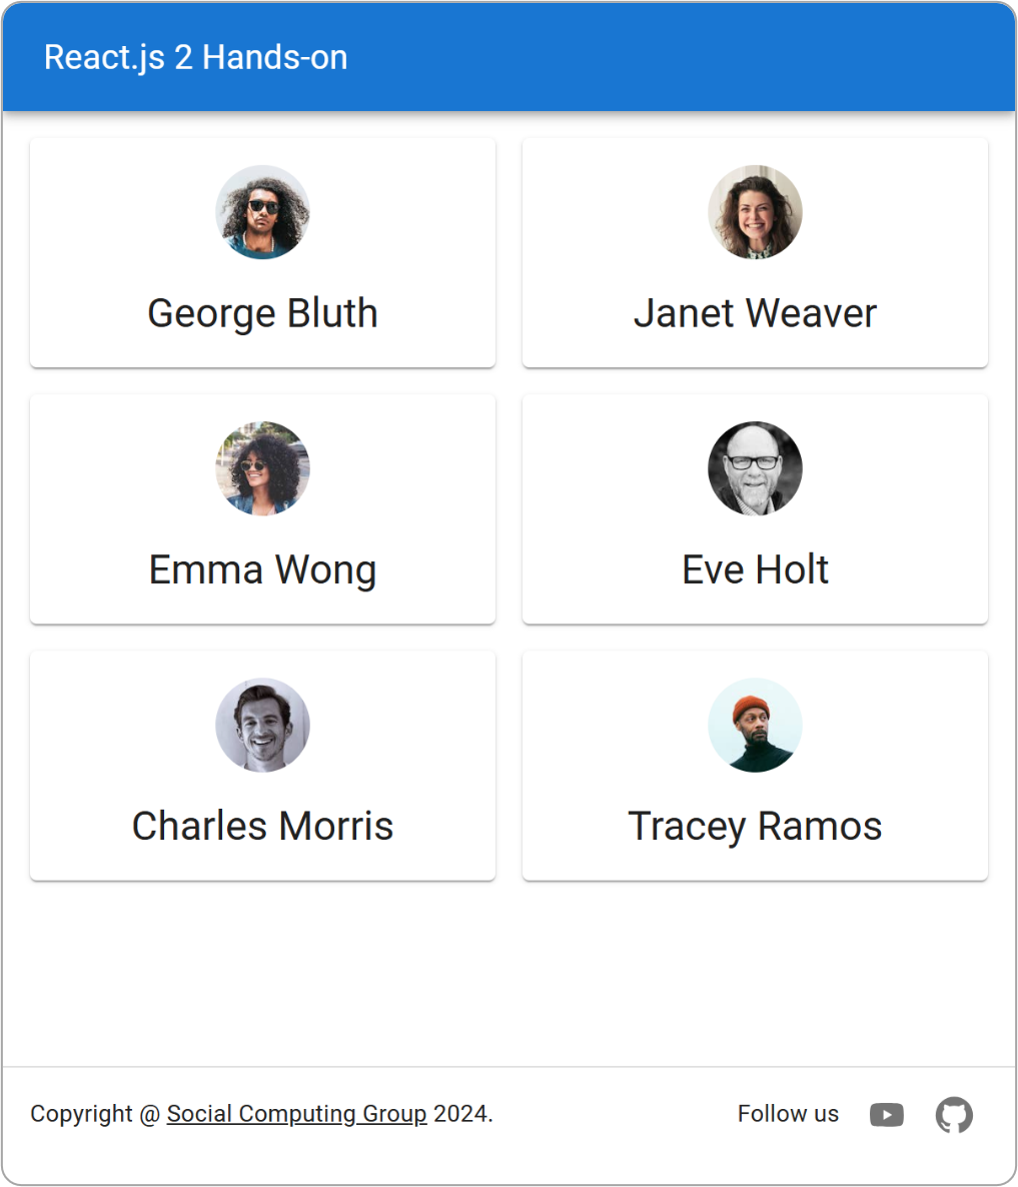 React.js 2 Hands-on
George Bluth
Janet Weaver
Emma Wong
Eve Holt
Charles Morris
Tracey Ramos
Copyright @ Social Computing Group 2024.
Follow us